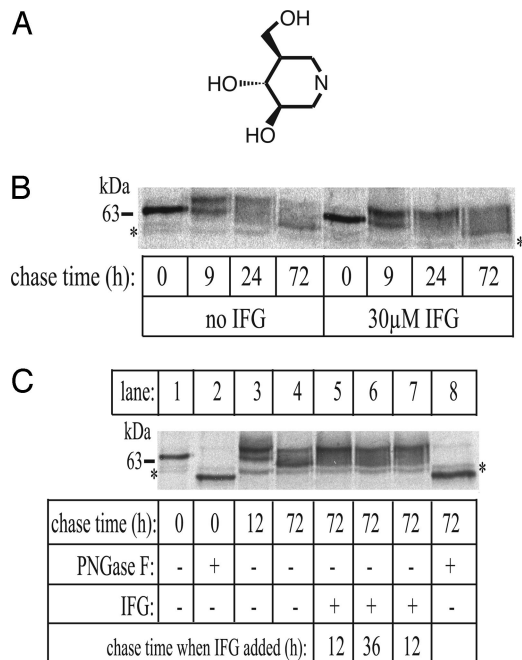 A
OH
HO
N
HO
B
kDa
63
*
*
chase time (h): 0 9 24 72 0 9 24 72
no IFG 30µM IFG
C
lane: 1 2 3 4 5 6 7 8
kDa
63
*
*
chase time (h): 0 0 12 72 72 72 72 72
PNGase F: - + - - - - - +
IFG: - - - - + + + -
chase time when IFG added (h): 12 36 12